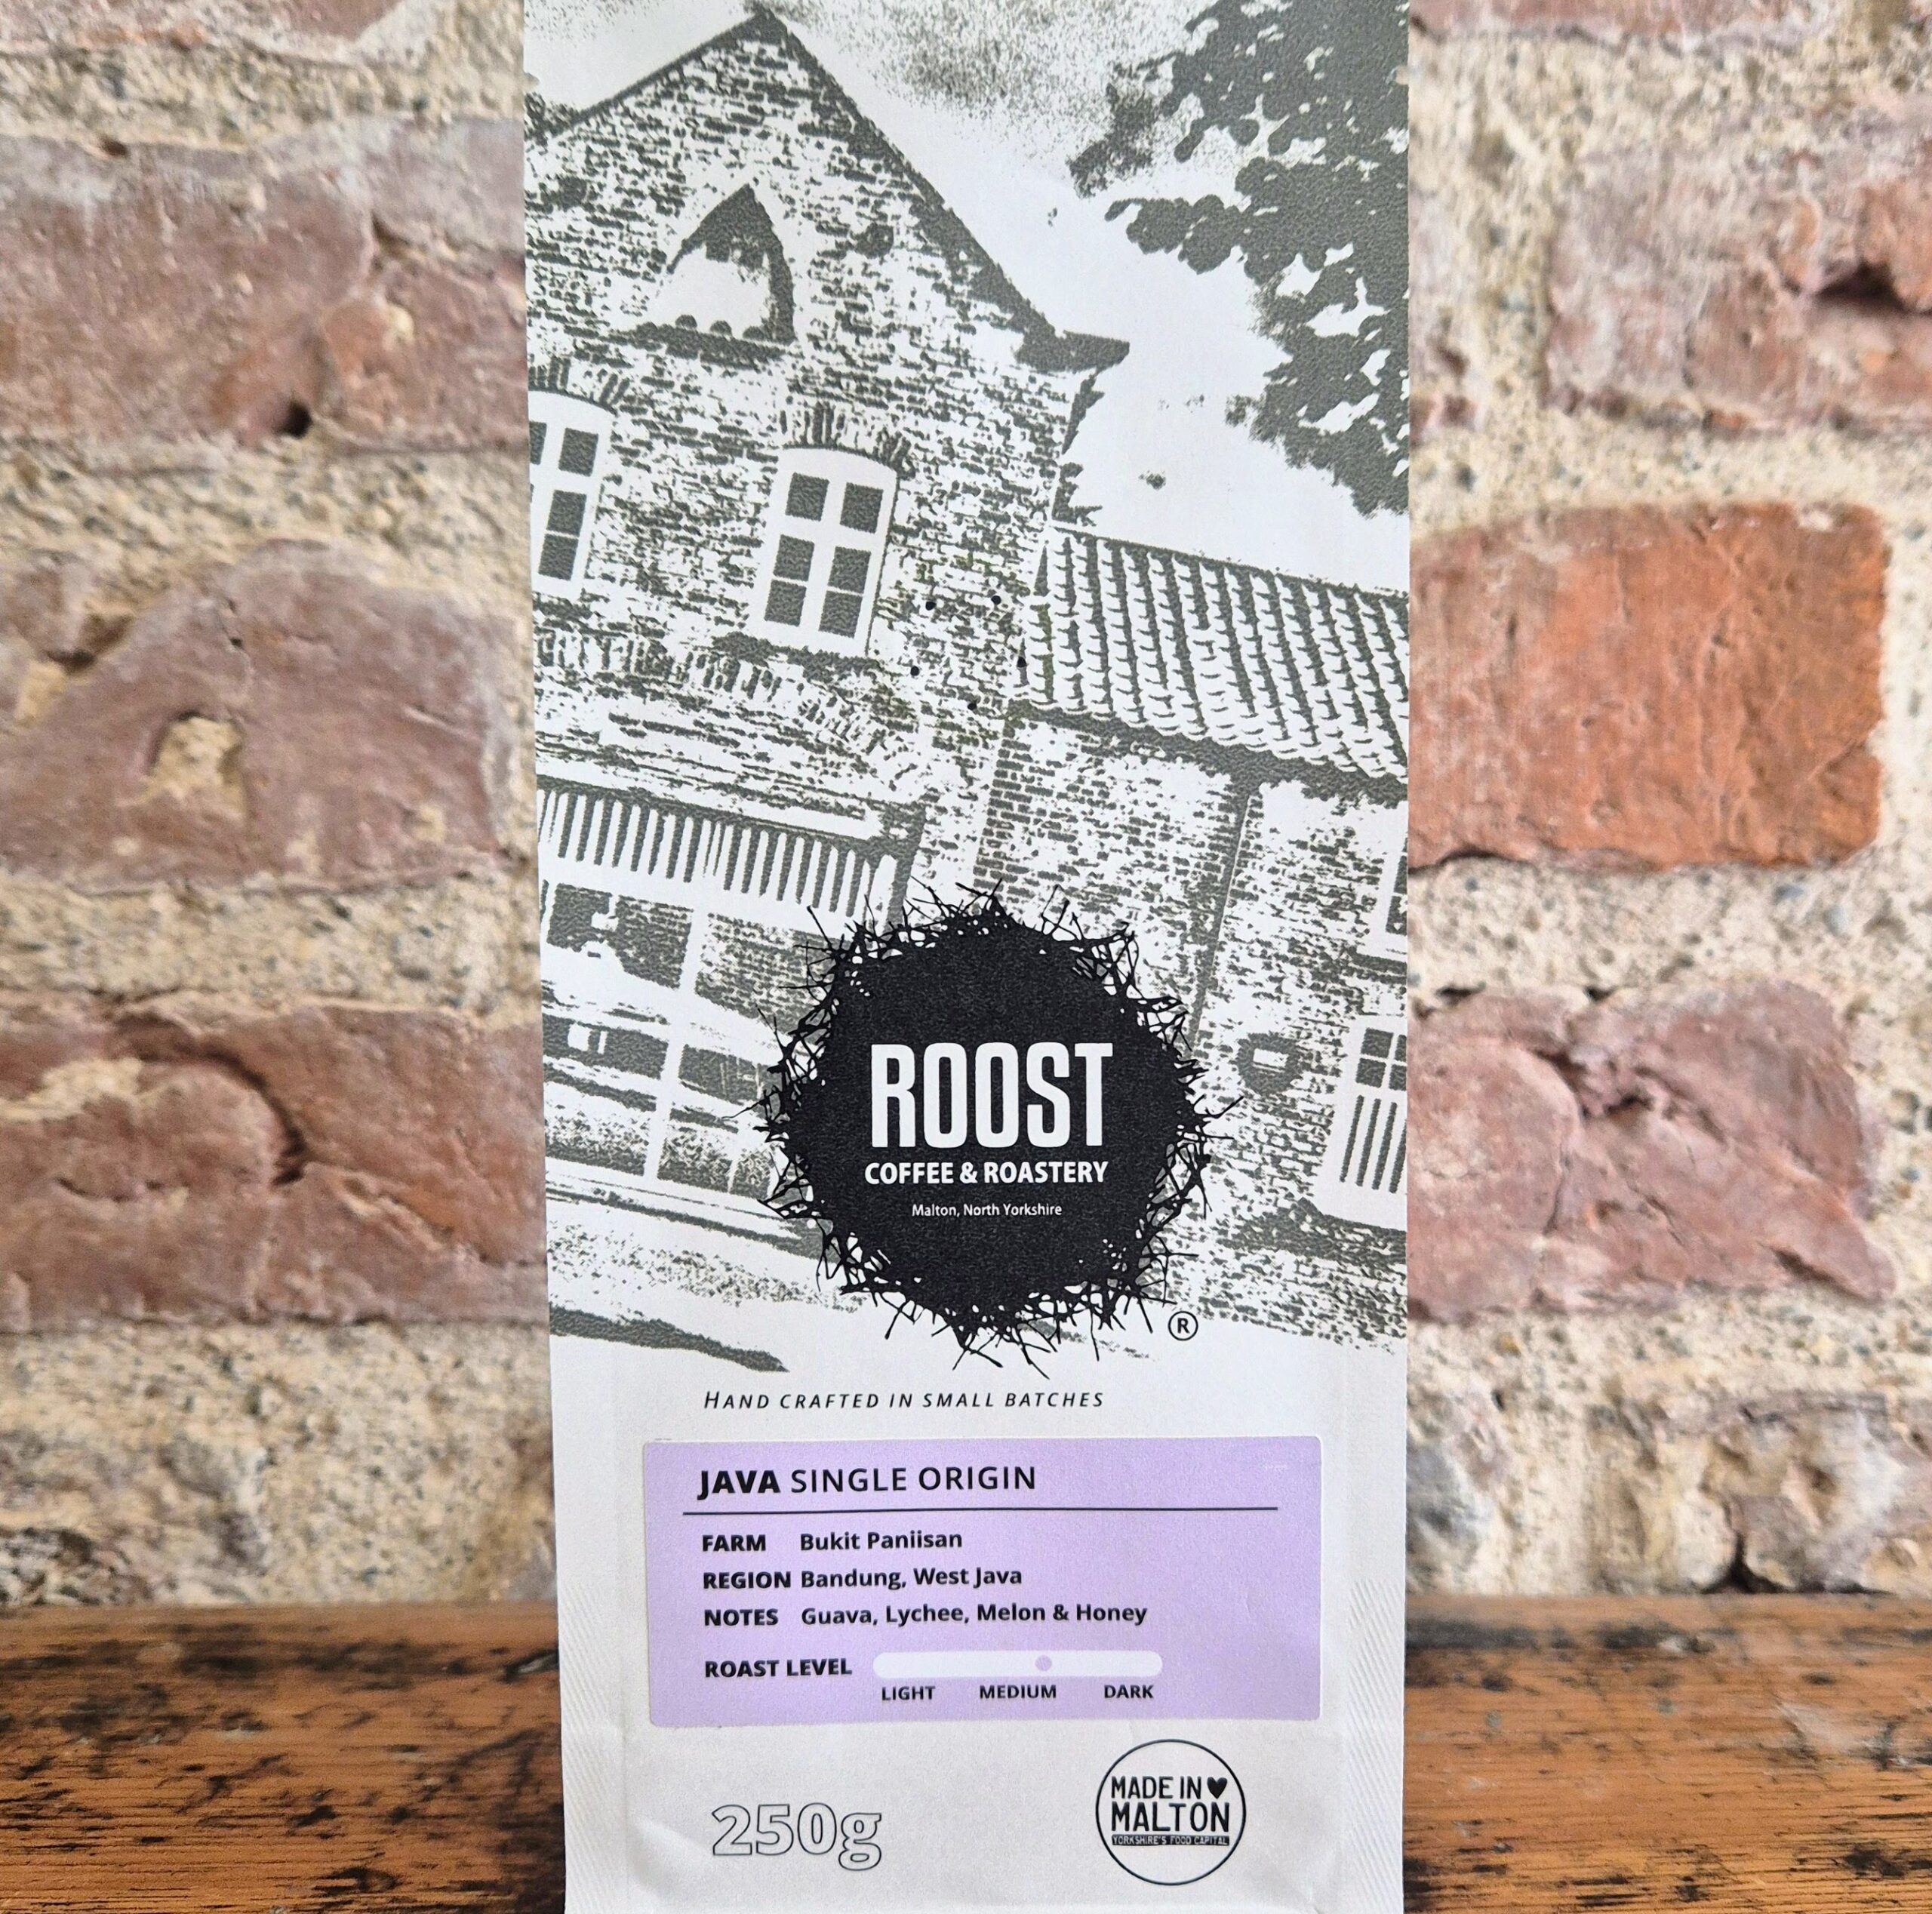 ROOST
COFFEE & ROASTERY
Malton, North Yorkshire
®
HAND CRAFTED IN SMALL BATCHES
JAVA SINGLE ORIGIN
FARM Bukit Paniisan
REGION Bandung, West Java
NOTES Guava, Lychee, Melon & Honey
ROAST LEVEL
LIGHT MEDIUM DARK
250g
MADE IN
MALTON
YORKSHIRE'S FOOD CAPITAL